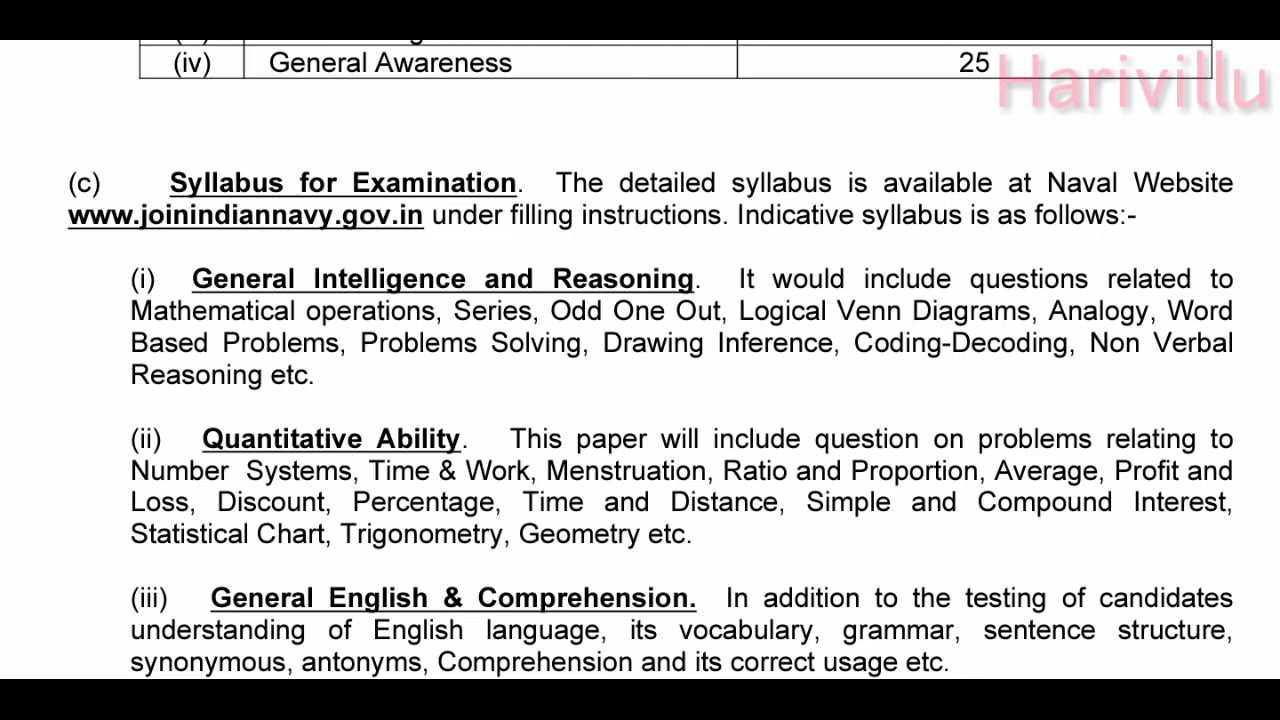 (iv) General Awareness 25
Harivillu
(c) Syllabus for Examination. The detailed syllabus is available at Naval Website
www.joinindiannavy.gov.in under filling instructions. Indicative syllabus is as follows:-
(i) General Intelligence and Reasoning. It would include questions related to
Mathematical operations, Series, Odd One Out, Logical Venn Diagrams, Analogy, Word
Based Problems, Problems Solving, Drawing Inference, Coding-Decoding, Non Verbal
Reasoning etc.
(ii) Quantitative Ability. This paper will include question on problems relating to
Number Systems, Time & Work, Menstruation, Ratio and Proportion, Average, Profit and
Loss, Discount, Percentage, Time and Distance, Simple and Compound Interest,
Statistical Chart, Trigonometry, Geometry etc.
(iii) General English & Comprehension. In addition to the testing of candidates
understanding of English language, its vocabulary, grammar, sentence structure,
synonymous, antonyms, Comprehension and its correct usage etc.